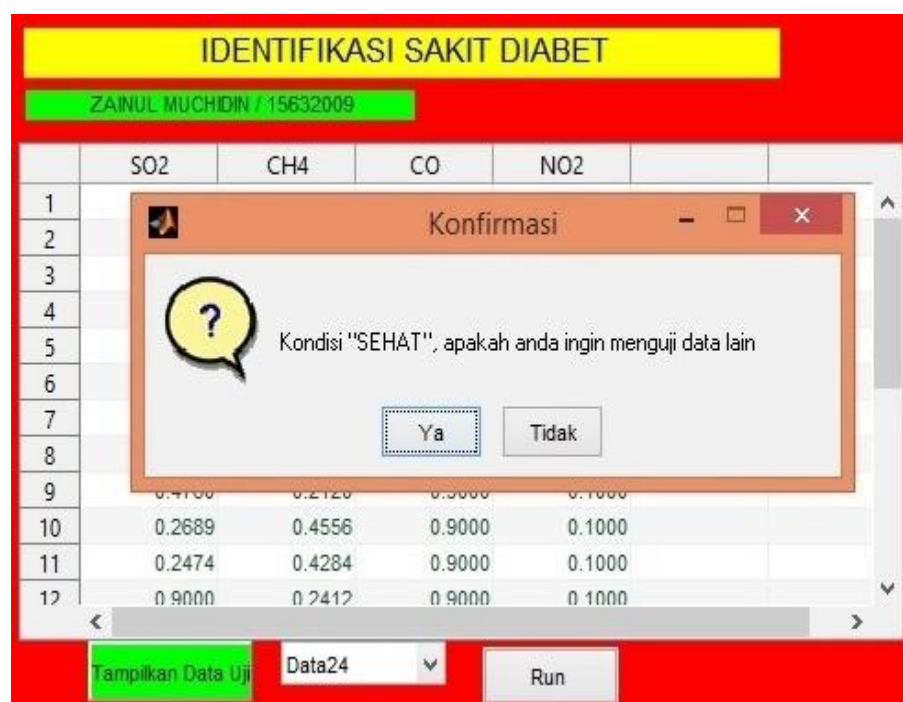 IDENTIFIKASI SAKIT DIABET
ZAINUL MUCHIDIN / 15632009
SO2 CH4 CO NO2
Konfirmasi
1
2
3
4
5
6
7
8
?
Kondisi "SEHAT", apakah anda ingin menguji data lain
Ya Tidak
9
10 0.2689 0.4556 0.9000 0.1000
11 0.2474 0.4284 0.9000 0.1000
12 0.9000 0.2412 0.9000 0.1000
Tampilkan Data Uji Data24 Run